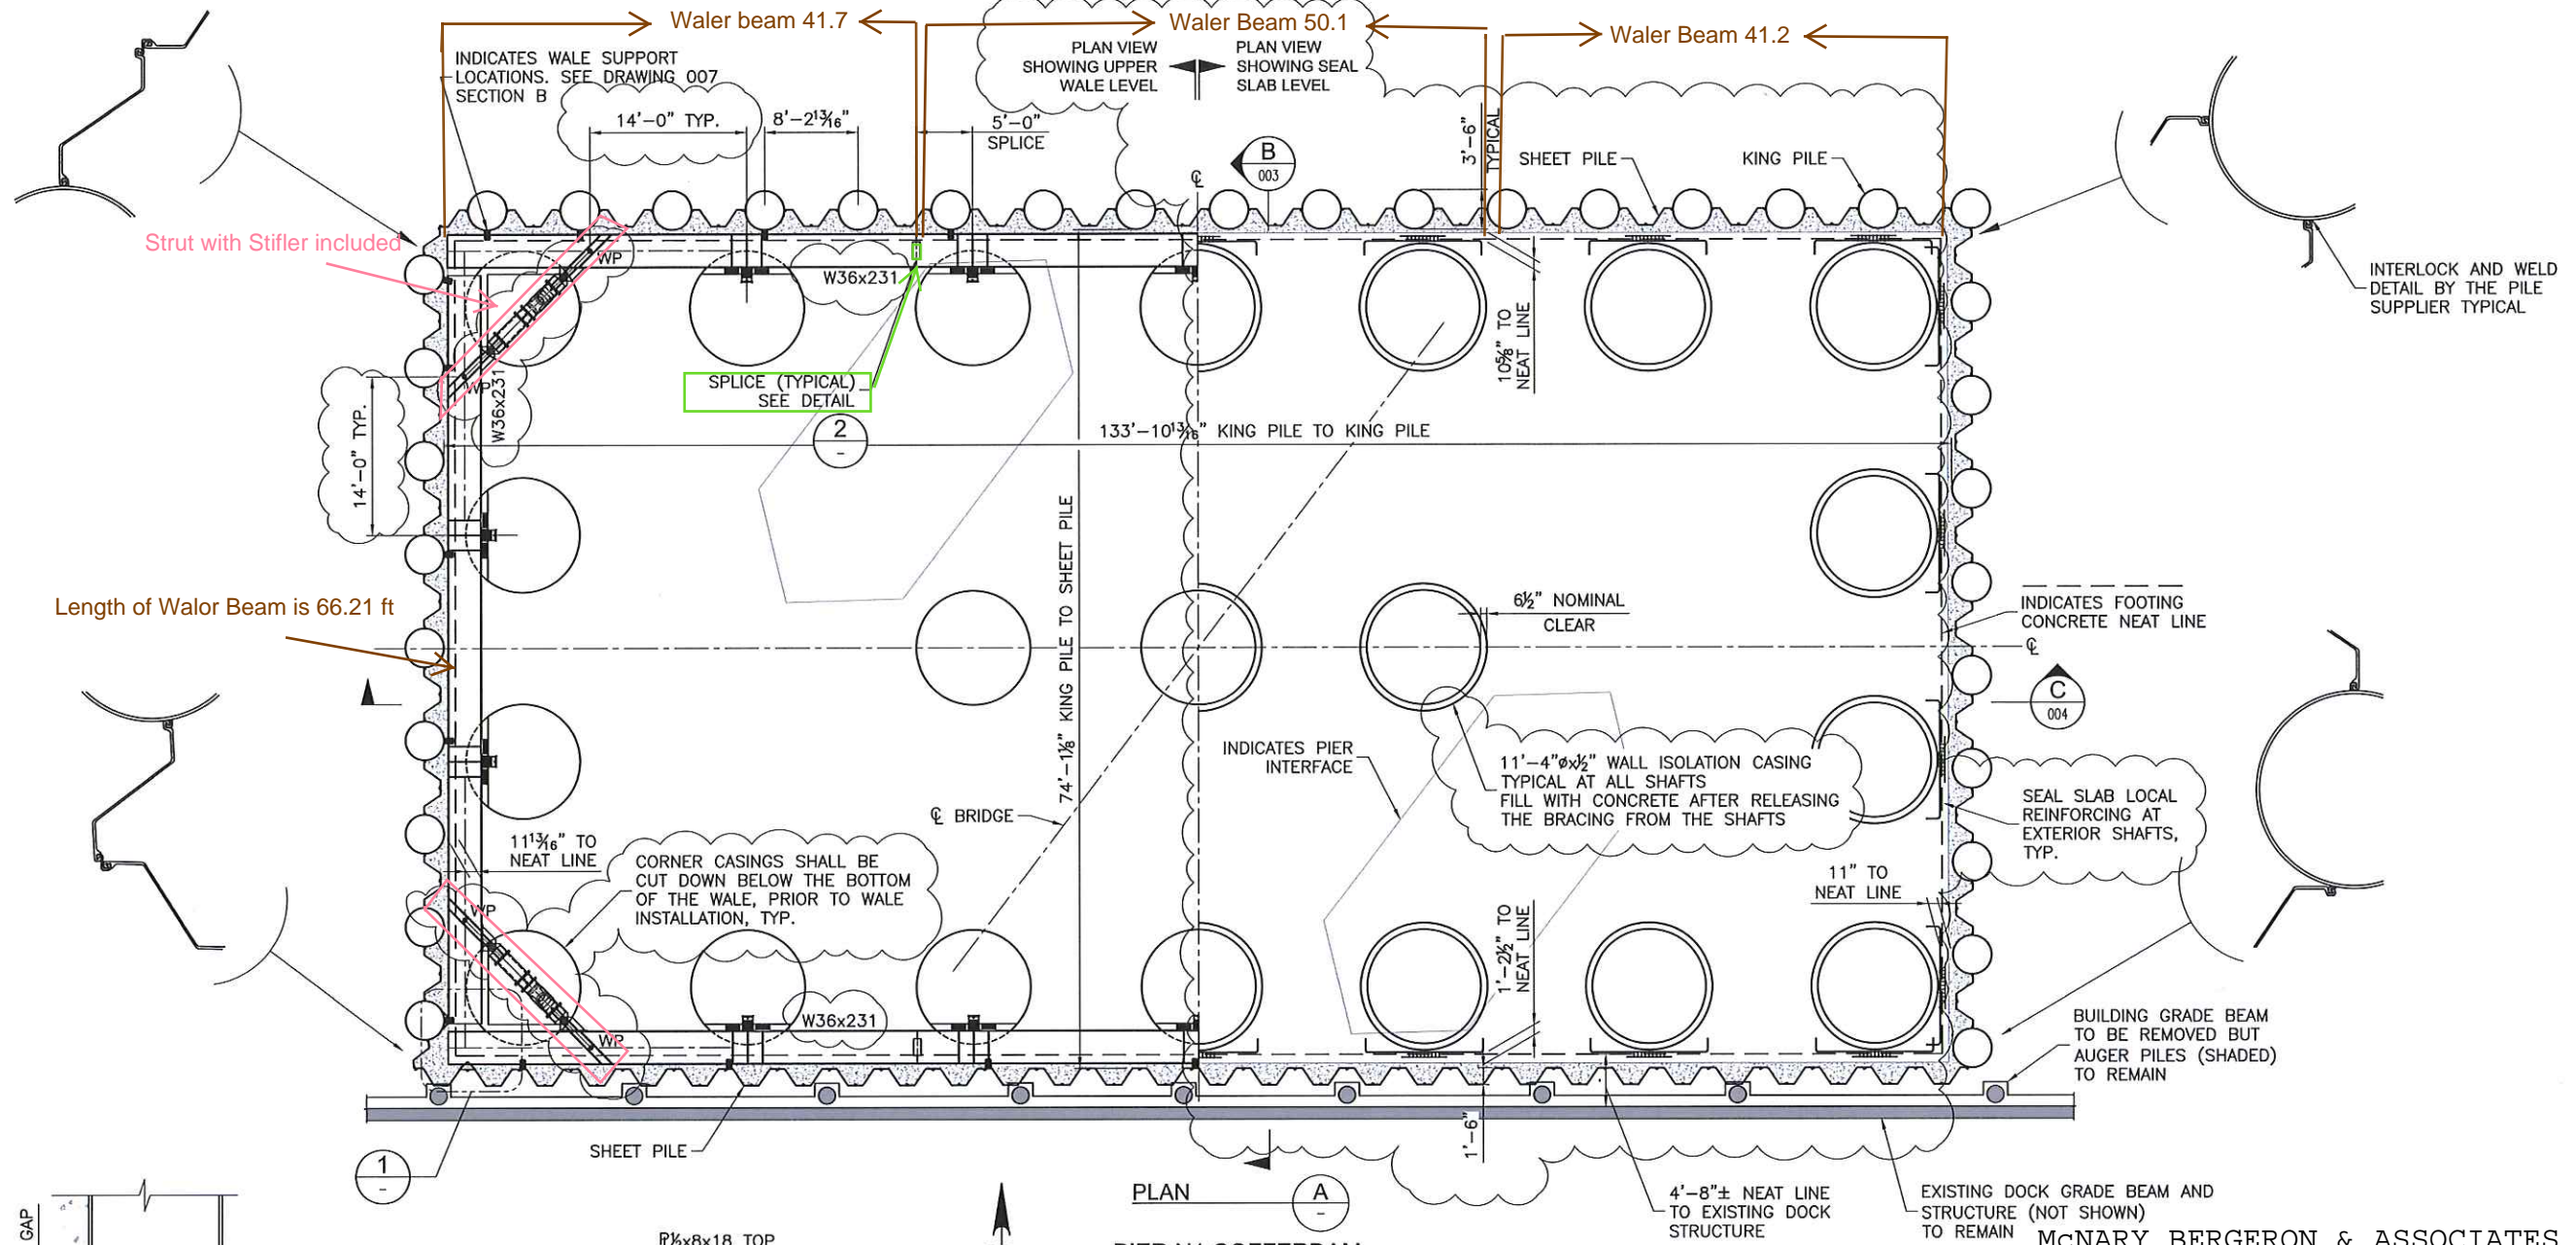 Waler beam 41.7
Waler Beam 50.1
Waler Beam 41.2
INDICATES WALE SUPPORT
LOCATIONS. SEE DRAWING 007
SECTION B
PLAN VIEW
SHOWING UPPER
WALE LEVEL
PLAN VIEW
SHOWING SEAL
SLAB LEVEL
14'-0" TYP.
8'-2 13/16"
5'-0"
SPLICE
3'-6"
TYPICAL
B
003
SHEET PILE
KING PILE
℄
Strut with Stifler included
WP
W36x231
INTERLOCK AND WELD
DETAIL BY THE PILE
SUPPLIER TYPICAL
10⅝" TO
NEAT LINE
SPLICE (TYPICAL)
SEE DETAIL
WP
W36x231
14'-0" TYP.
2
-
133'-10 13/16" KING PILE TO KING PILE
74'-1⅛" KING PILE TO SHEET PILE
Length of Walor Beam is 66.21 ft
6½" NOMINAL
CLEAR
INDICATES FOOTING
CONCRETE NEAT LINE
℄
C
004
INDICATES PIER
INTERFACE
11'-4"øx½" WALL ISOLATION CASING
TYPICAL AT ALL SHAFTS
FILL WITH CONCRETE AFTER RELEASING
THE BRACING FROM THE SHAFTS
SEAL SLAB LOCAL
REINFORCING AT
EXTERIOR SHAFTS,
TYP.
℄ BRIDGE
11 13/16" TO
NEAT LINE
CORNER CASINGS SHALL BE
CUT DOWN BELOW THE BOTTOM
OF THE WALE, PRIOR TO WALE
INSTALLATION, TYP.
11" TO
NEAT LINE
WP
1'-2½" TO
NEAT LINE
W36x231
WP
BUILDING GRADE BEAM
TO BE REMOVED BUT
AUGER PILES (SHADED)
TO REMAIN
1'-6"
SHEET PILE
1
-
PLAN
A
-
4'-8"± NEAT LINE
TO EXISTING DOCK
STRUCTURE
EXISTING DOCK GRADE BEAM AND
STRUCTURE (NOT SHOWN)
TO REMAIN
GAP
McNARY BERGERON & ASSOCIATES